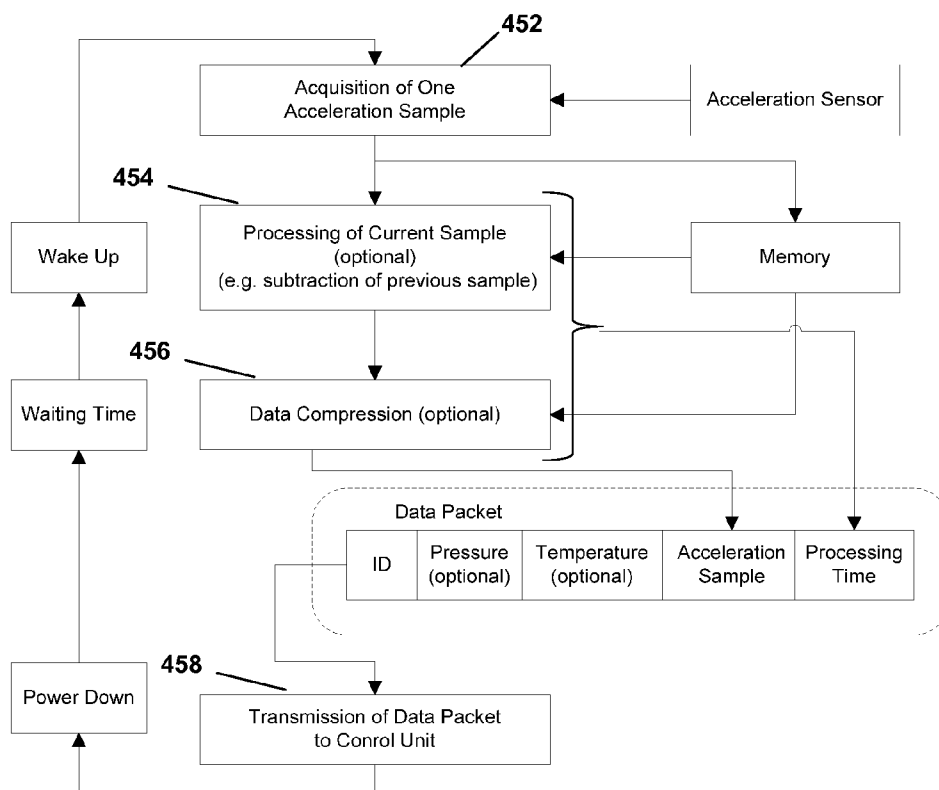 452
Acquisition of One
Acceleration Sample
Acceleration Sensor
454
Processing of Current Sample
(optional)
(e.g. subtraction of previous sample)
Wake Up
Memory
456
Waiting Time
Data Compression (optional)
Data Packet
ID
Pressure
(optional)
Temperature
(optional)
Acceleration
Sample
Processing
Time
458
Power Down
Transmission of Data Packet
to Conrol Unit